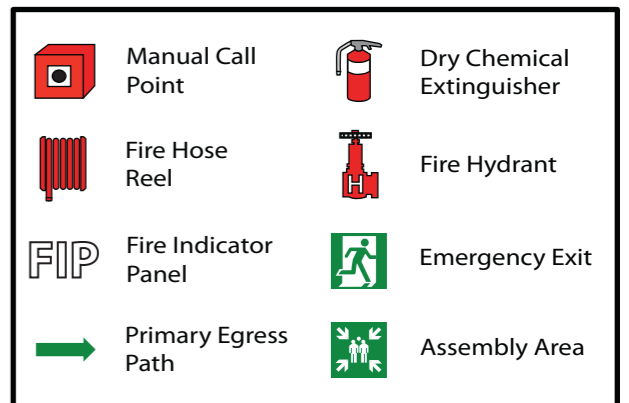 Manual Call
Point
Dry Chemical
Extinguisher
Fire Hose
Reel
H
Fire Hydrant
FIP
Fire Indicator
Panel
Emergency Exit
Primary Egress
Path
Assembly Area